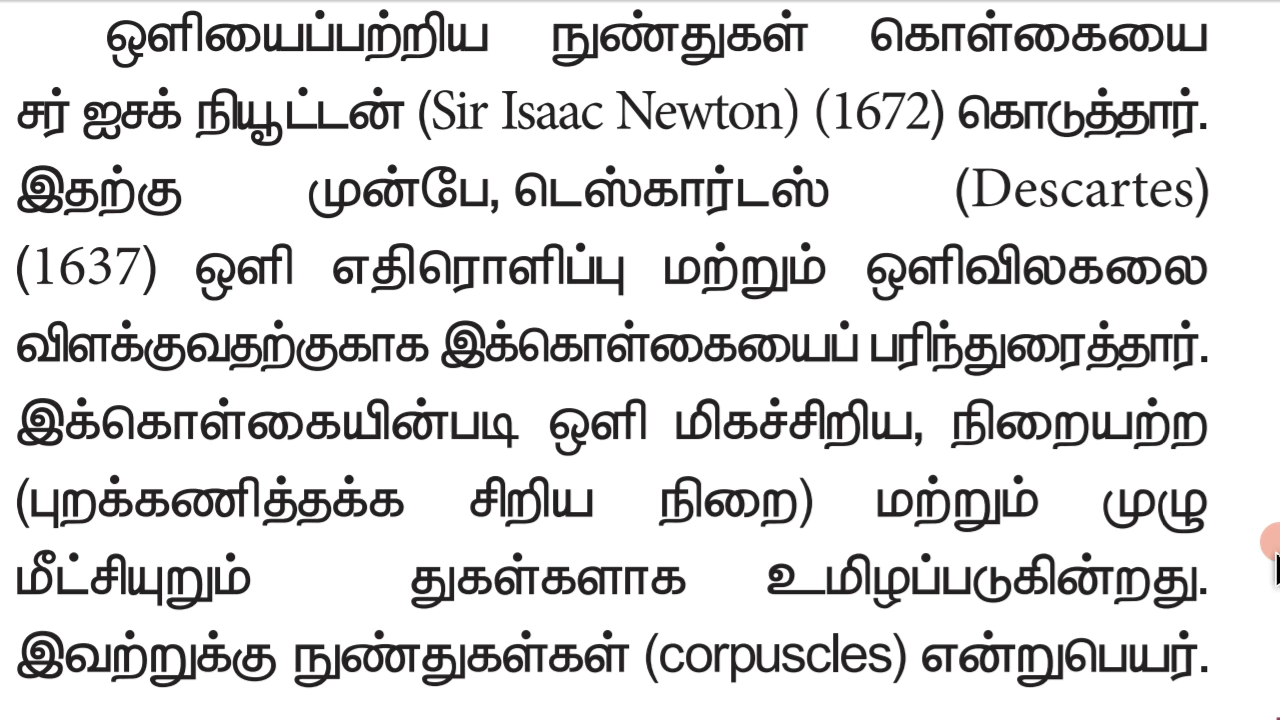 ஒளியைப்பற்றிய நுண்துகள் கொள்கையை
சர் ஐசக் நியூட்டன் (Sir Isaac Newton) (1672) கொடுத்தார்.
இதற்கு முன்பே, டெஸ்கார்டஸ் (Descartes)
(1637) ஒளி எதிரொளிப்பு மற்றும் ஒளிவிலகலை
விளக்குவதற்குகாக இக்கொள்கையைப் பரிந்துரைத்தார்.
இக்கொள்கையின்படி ஒளி மிகச்சிறிய, நிறையற்ற
(புறக்கணித்தக்க சிறிய நிறை) மற்றும் முழு
மீட்சியுறும் துகள்களாக உமிழப்படுகின்றது.
இவற்றுக்கு நுண்துகள்கள் (corpuscles) என்றுபெயர்.